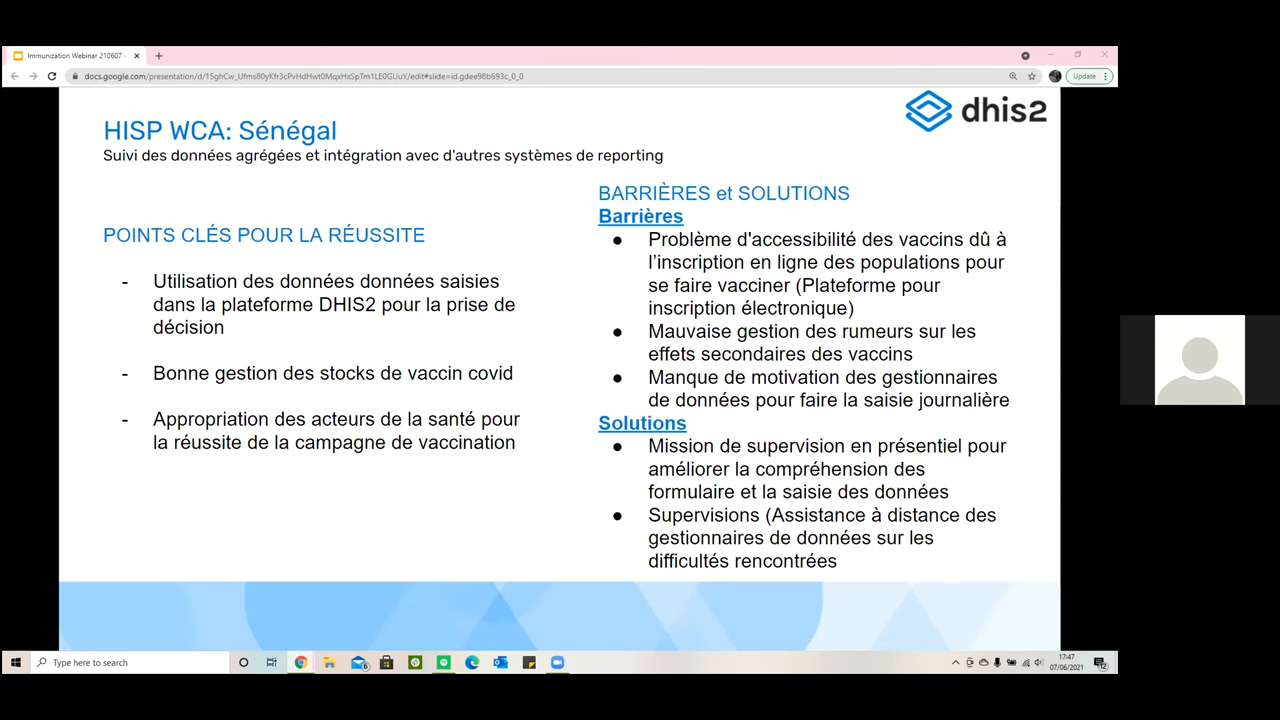 Immunization Webinar 210607 -
docs.google.com/presentation/d/15ghCw_Ufms80yKfr3cPvHdHwt0MqxHxSpTm1LE0GUuY/edit#slide=id.gdee98b693c_0_0
Update
dhis2
HISP WCA: Sénégal
Suivi des données agrégées et intégration avec d'autres systèmes de reporting
POINTS CLÉS POUR LA RÉUSSITE
- Utilisation des données données saisies
dans la plateforme DHIS2 pour la prise de
décision
- Bonne gestion des stocks de vaccin covid
- Appropriation des acteurs de la santé pour
la réussite de la campagne de vaccination
BARRIÈRES et SOLUTIONS
Barrières
● Problème d'accessibilité des vaccins dû à
l’inscription en ligne des populations pour
se faire vacciner (Plateforme pour
inscription électronique)
● Mauvaise gestion des rumeurs sur les
effets secondaires des vaccins
● Manque de motivation des gestionnaires
de données pour faire la saisie journalière
Solutions
● Mission de supervision en présentiel pour
améliorer la compréhension des
formulaire et la saisie des données
● Supervisions (Assistance à distance des
gestionnaires de données sur les
difficultés rencontrées
Type here to search
17:47
07/06/2021